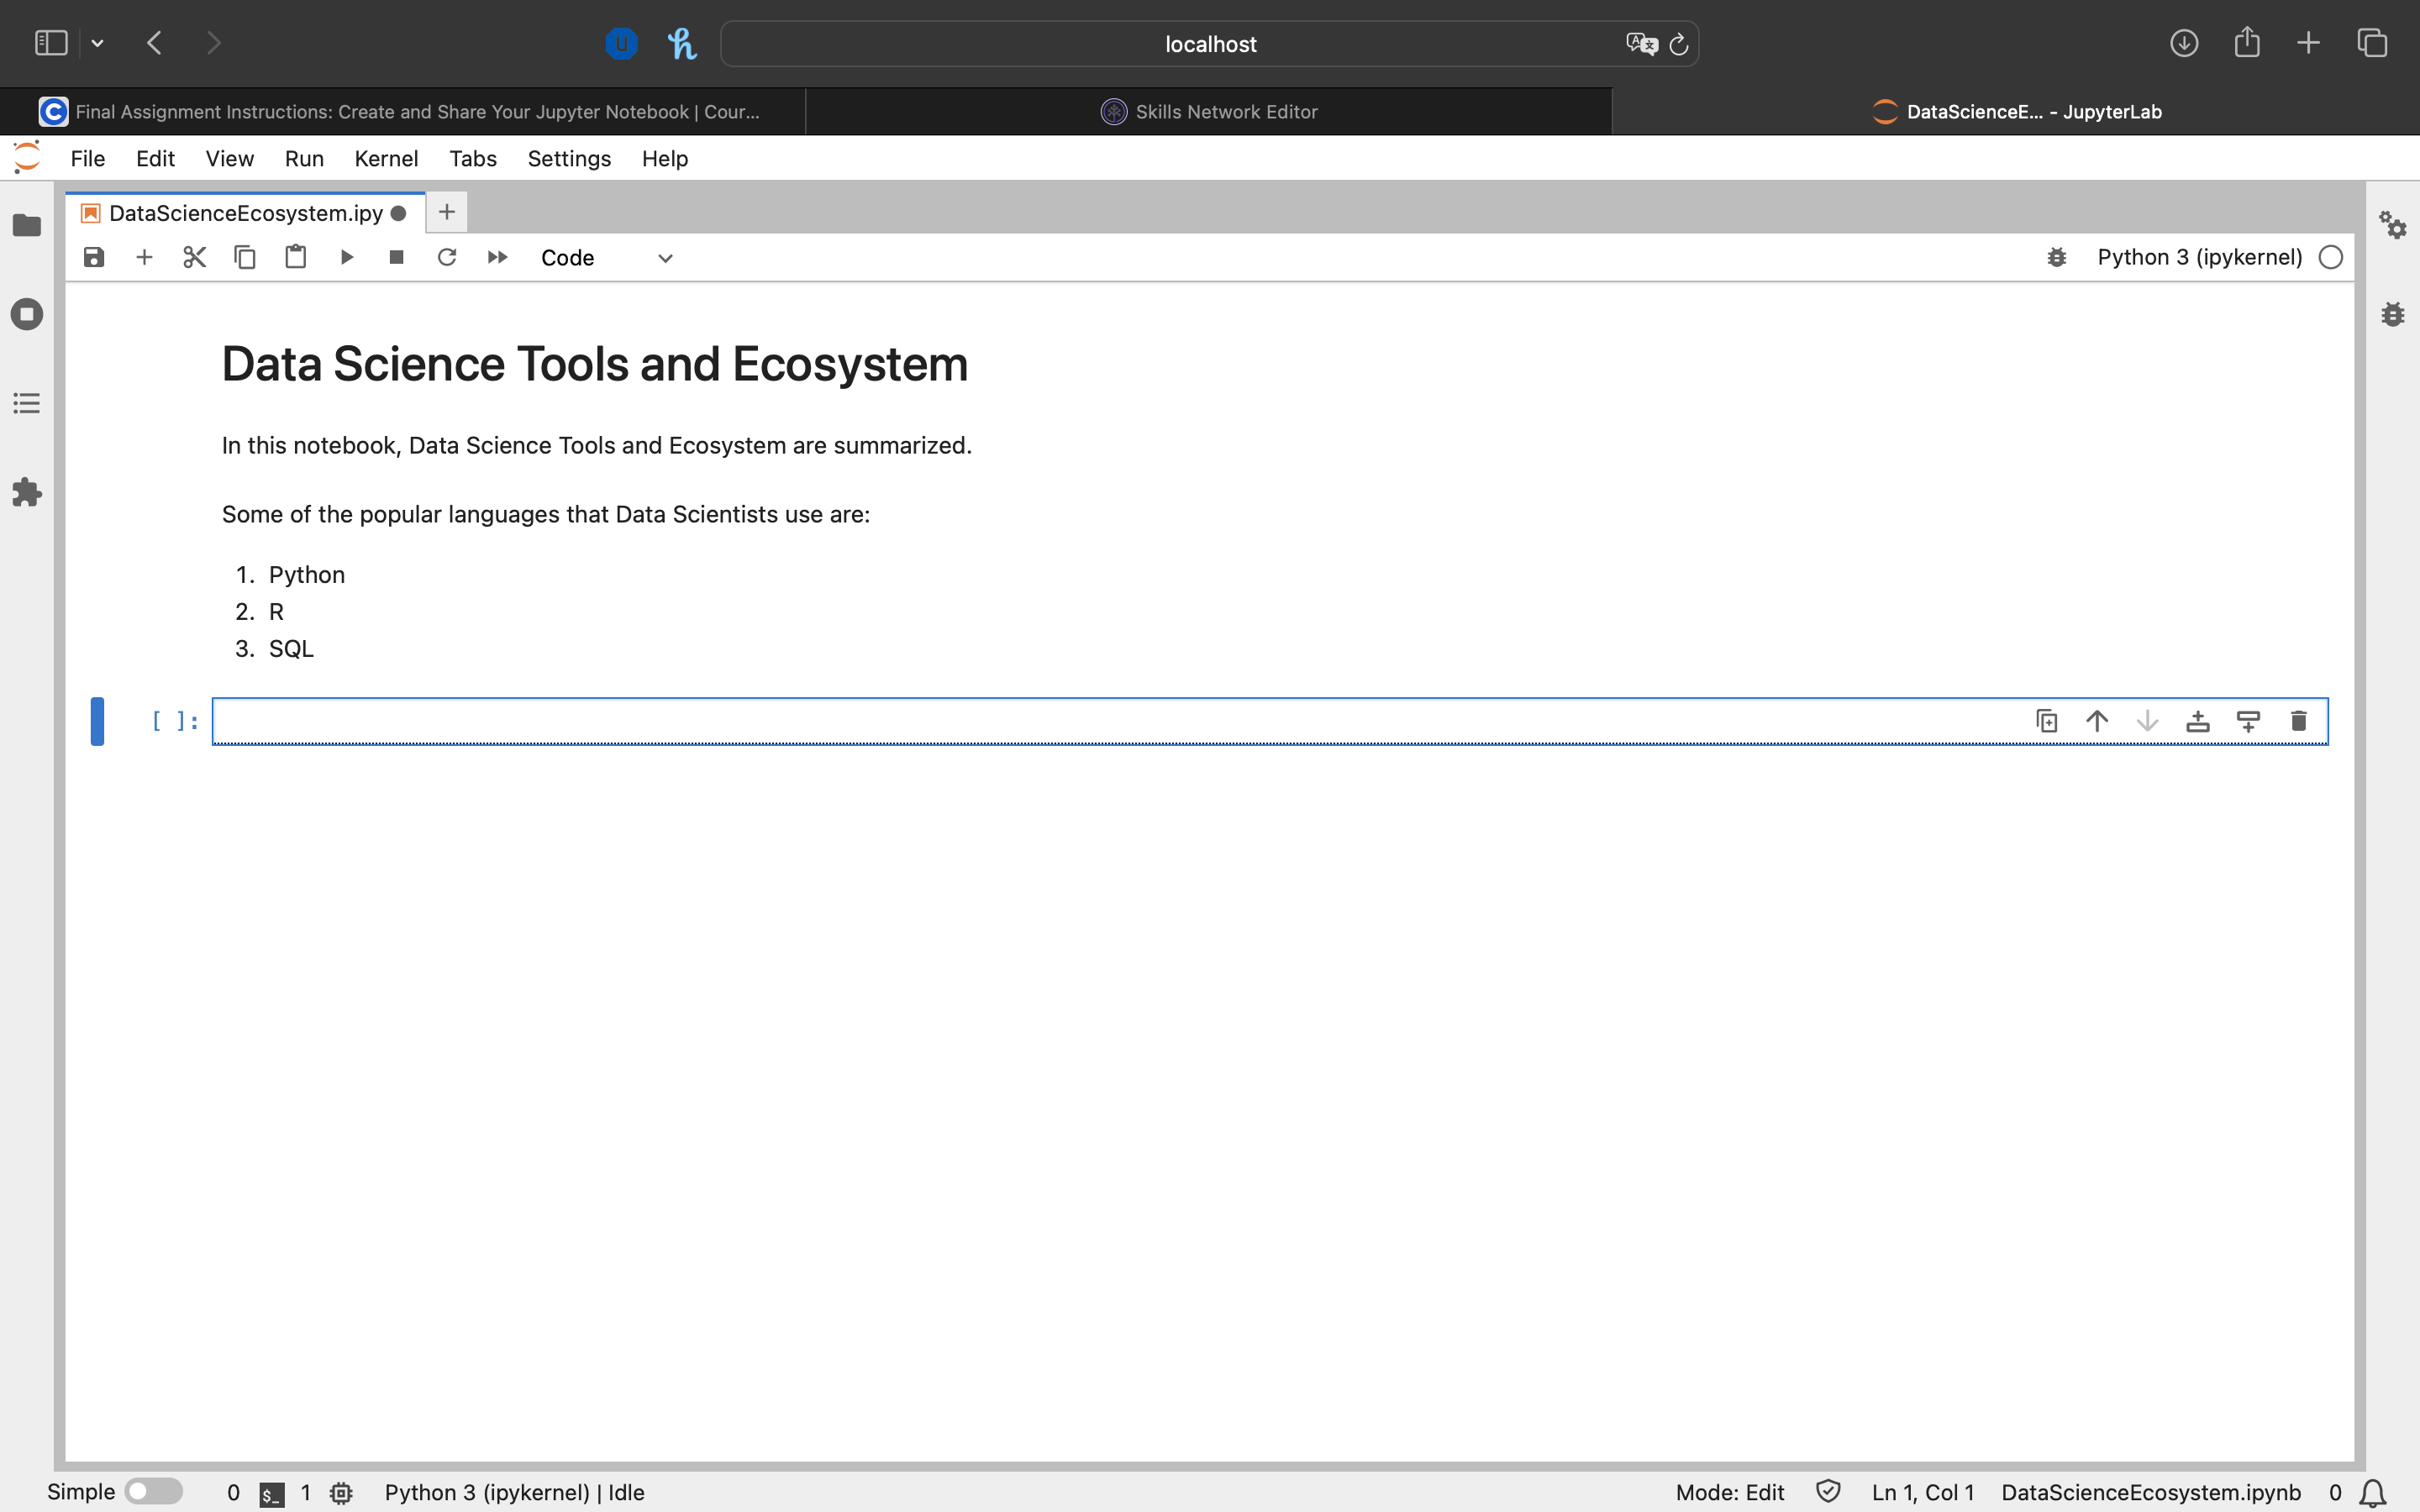 localhost
Final Assignment Instructions: Create and Share Your Jupyter Notebook | Cour...
Skills Network Editor
DataScienceE... - JupyterLab
File Edit View Run Kernel Tabs Settings Help
DataScienceEcosystem.ipy
Code
Python 3 (ipykernel)
Data Science Tools and Ecosystem
In this notebook, Data Science Tools and Ecosystem are summarized.
Some of the popular languages that Data Scientists use are:
1. Python
2. R
3. SQL
[ ]:
Simple 0 $_ 1 Python 3 (ipykernel) | Idle Mode: Edit Ln 1, Col 1 DataScienceEcosystem.ipynb 0